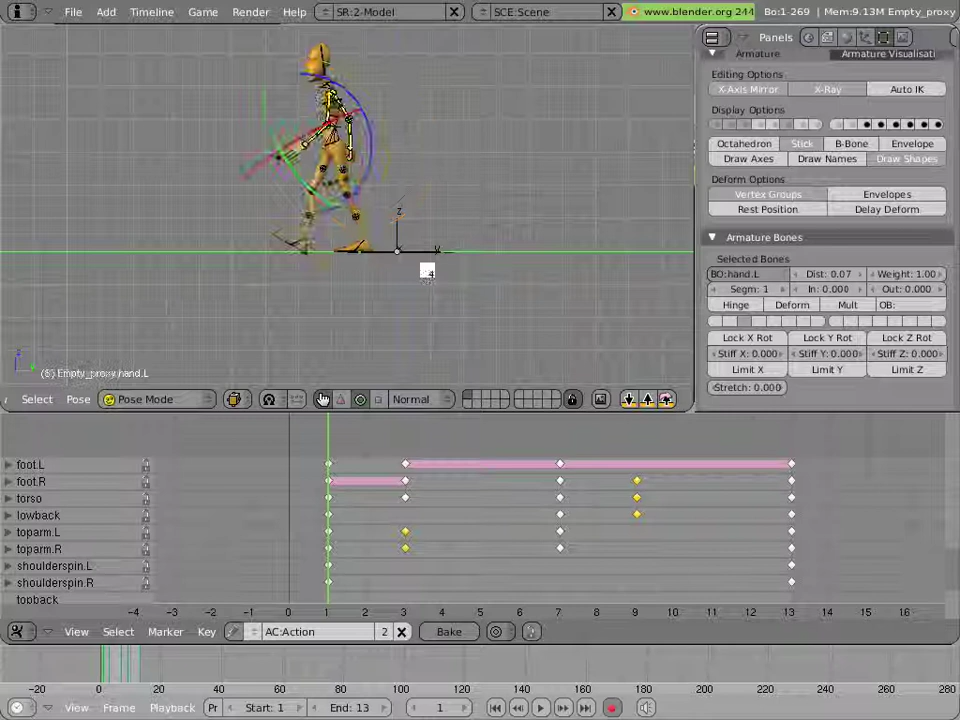 File Add Timeline Game Render Help SR:2-Model SCE:Scene www.blender.org 244 Bo:1-269 | Mem:9.13M Empty_proxy
Panels
Armature Armature Visualisati
Editing Options
X-Axis Mirror X-Ray Auto IK
Display Options
Octahedron Stick B-Bone Envelope
Draw Axes Draw Names Draw Shapes
Deform Options
Vertex Groups Envelopes
Rest Position Delay Deform
Armature Bones
Selected Bones
BO:hand.L Dist: 0.07 Weight: 1.00
Segm: 1 In: 0.000 Out: 0.000
Hinge Deform Mult OB:
Lock X Rot Lock Y Rot Lock Z Rot
Stiff X: 0.000 Stiff Y: 0.000 Stiff Z: 0.000
Limit X Limit Y Limit Z
Stretch: 0.000
Z
Empty_proxy hand.L
Select Pose Pose Mode Normal
foot.L
foot.R
torso
lowback
toparm.L
toparm.R
shoulderspin.L
shoulderspin.R
topback
-4 -3 -2 -1 0 1 2 3 4 5 6 7 8 9 10 11 12 13 14 15 16
View Select Marker Key AC:Action 2 Bake
-20 0 20 40 60 80 100 120 140 160 180 200 220 240 260 280
View Frame Playback Pr Start: 1 End: 13 1